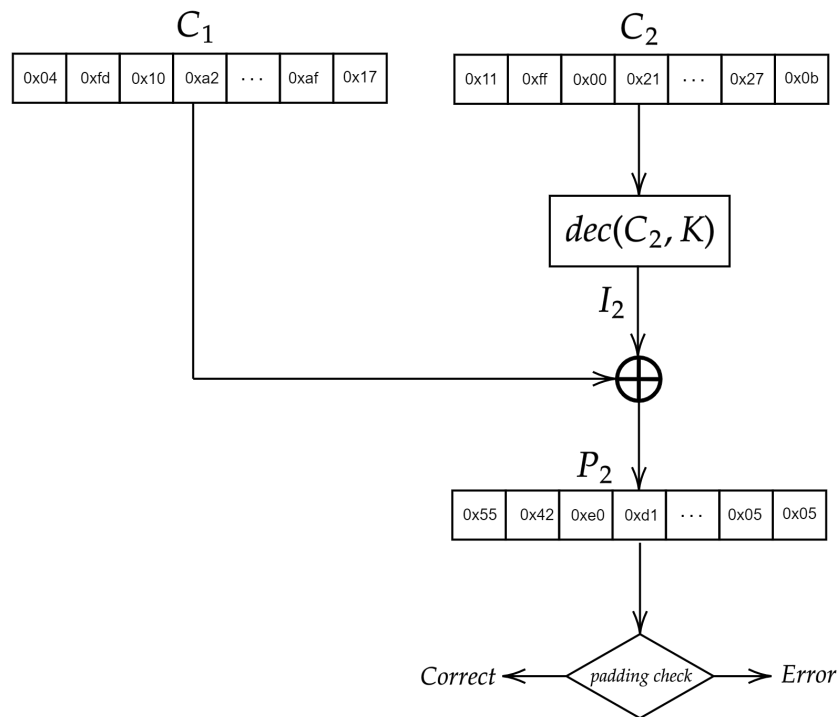 C₁ C₂
0x04 0xfd 0x10 0xa2 ... 0xaf 0x17 0x11 0xff 0x00 0x21 ... 0x27 0x0b
dec(C₂, K)
I₂
P₂
0x55 0x42 0xe0 0xd1 ... 0x05 0x05
Correct padding check Error